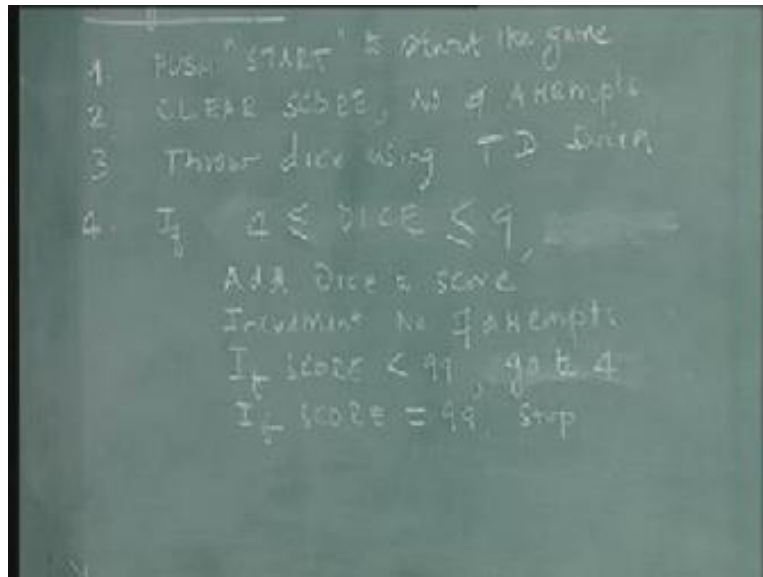 1 PUSH "START" to start the game
2 CLEAR SCORE, No of Attempts
3 Throw dice using TD
4. If 1 ≤ DICE ≤ 9,
Add Dice to score
Increment No of attempts
If SCORE < 99, go to 4
If SCORE = 99, Stop